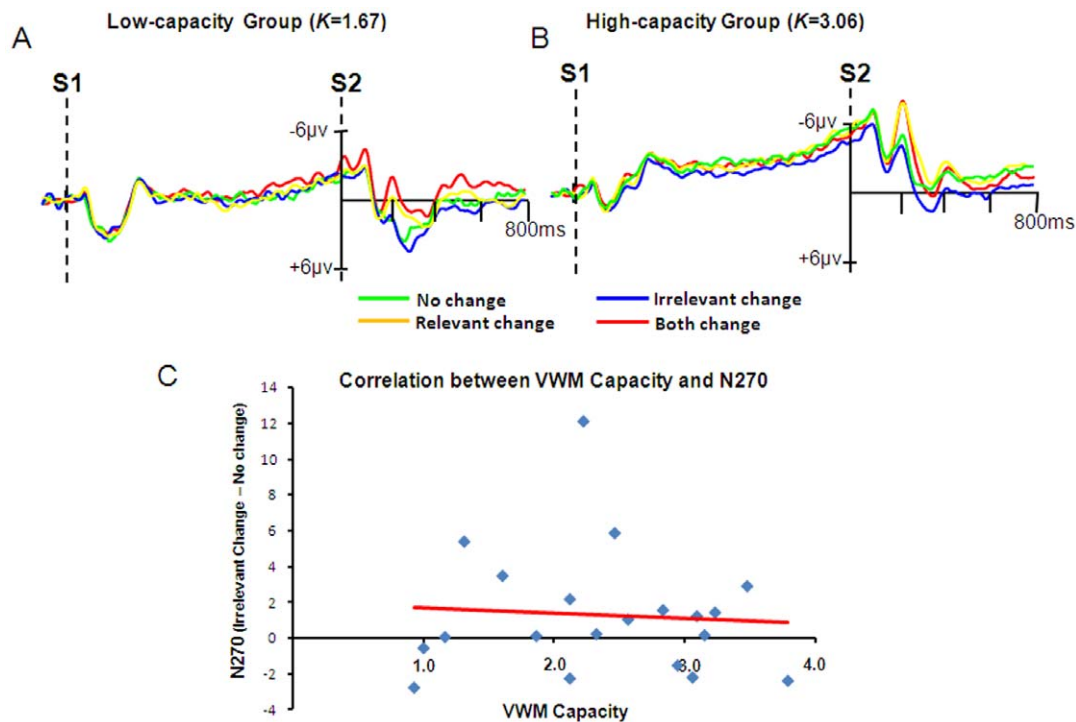 A
Low-capacity Group (K=1.67)
S1
S2
-6μv
+6μv
800ms
B
High-capacity Group (K=3.06)
S1
S2
-6μv
+6μv
800ms
No change
Irrelevant change
Relevant change
Both change
C
Correlation between VWM Capacity and N270
N270 (Irrelevant Change – No change)
14
12
10
8
6
4
2
0
-2
-4
1.0
2.0
3.0
4.0
VWM Capacity